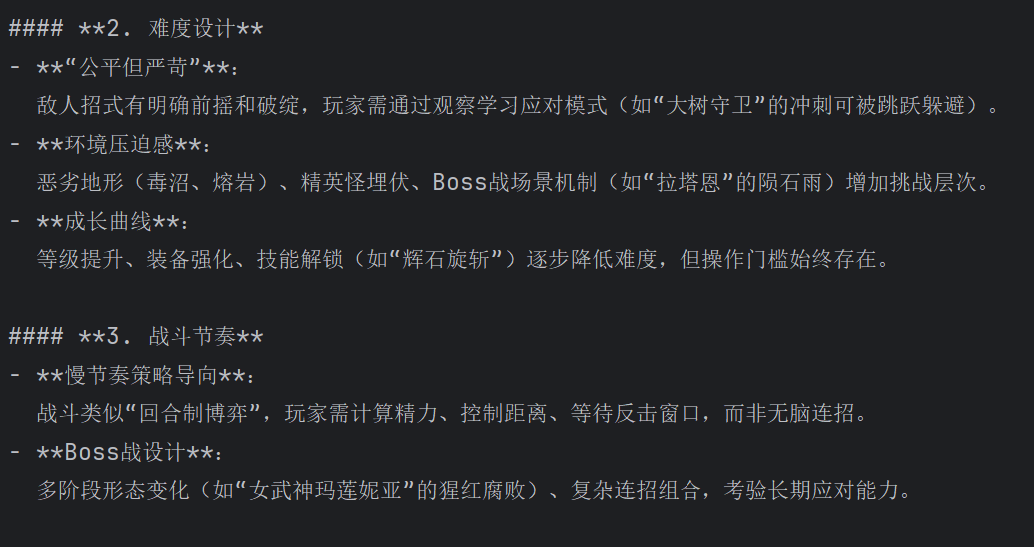 #### **2. 难度设计**
- **“公平但严苛”**：
敌人招式有明确前摇和破绽，玩家需通过观察学习应对模式（如“大树守卫”的冲刺可被跳跃躲避）。
- **环境压迫感**：
恶劣地形（毒沼、熔岩）、精英怪埋伏、Boss战场景机制（如“拉塔恩”的陨石雨）增加挑战层次。
- **成长曲线**：
等级提升、装备强化、技能解锁（如“辉石旋斩”）逐步降低难度，但操作门槛始终存在。
#### **3. 战斗节奏**
- **慢节奏策略导向**：
战斗类似“回合制博弈”，玩家需计算精力、控制距离、等待反击窗口，而非无脑连招。
- **Boss战设计**：
多阶段形态变化（如“女武神玛莲妮亚”的猩红腐败）、复杂连招组合，考验长期应对能力。